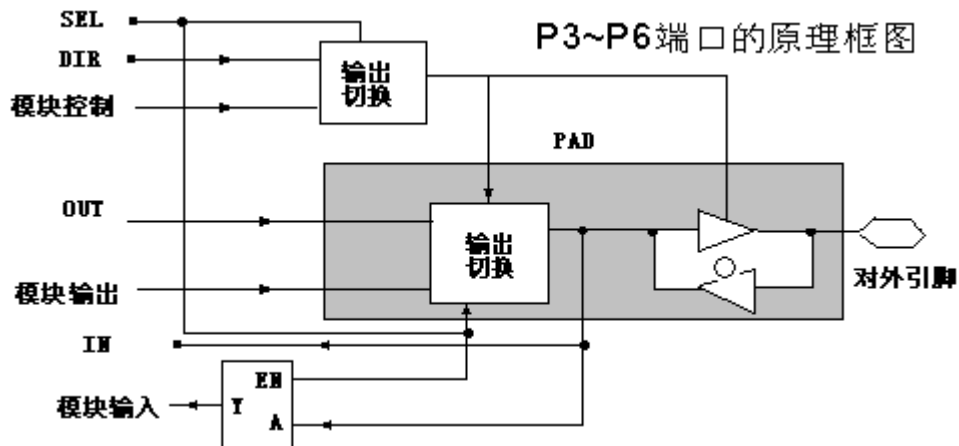 SEL
P3~P6端口的原理框图
DIR
输出
切换
模块控制
PAD
OUT
输出
切换
模块输出
对外引脚
IN
EN
模块输入
Y
A